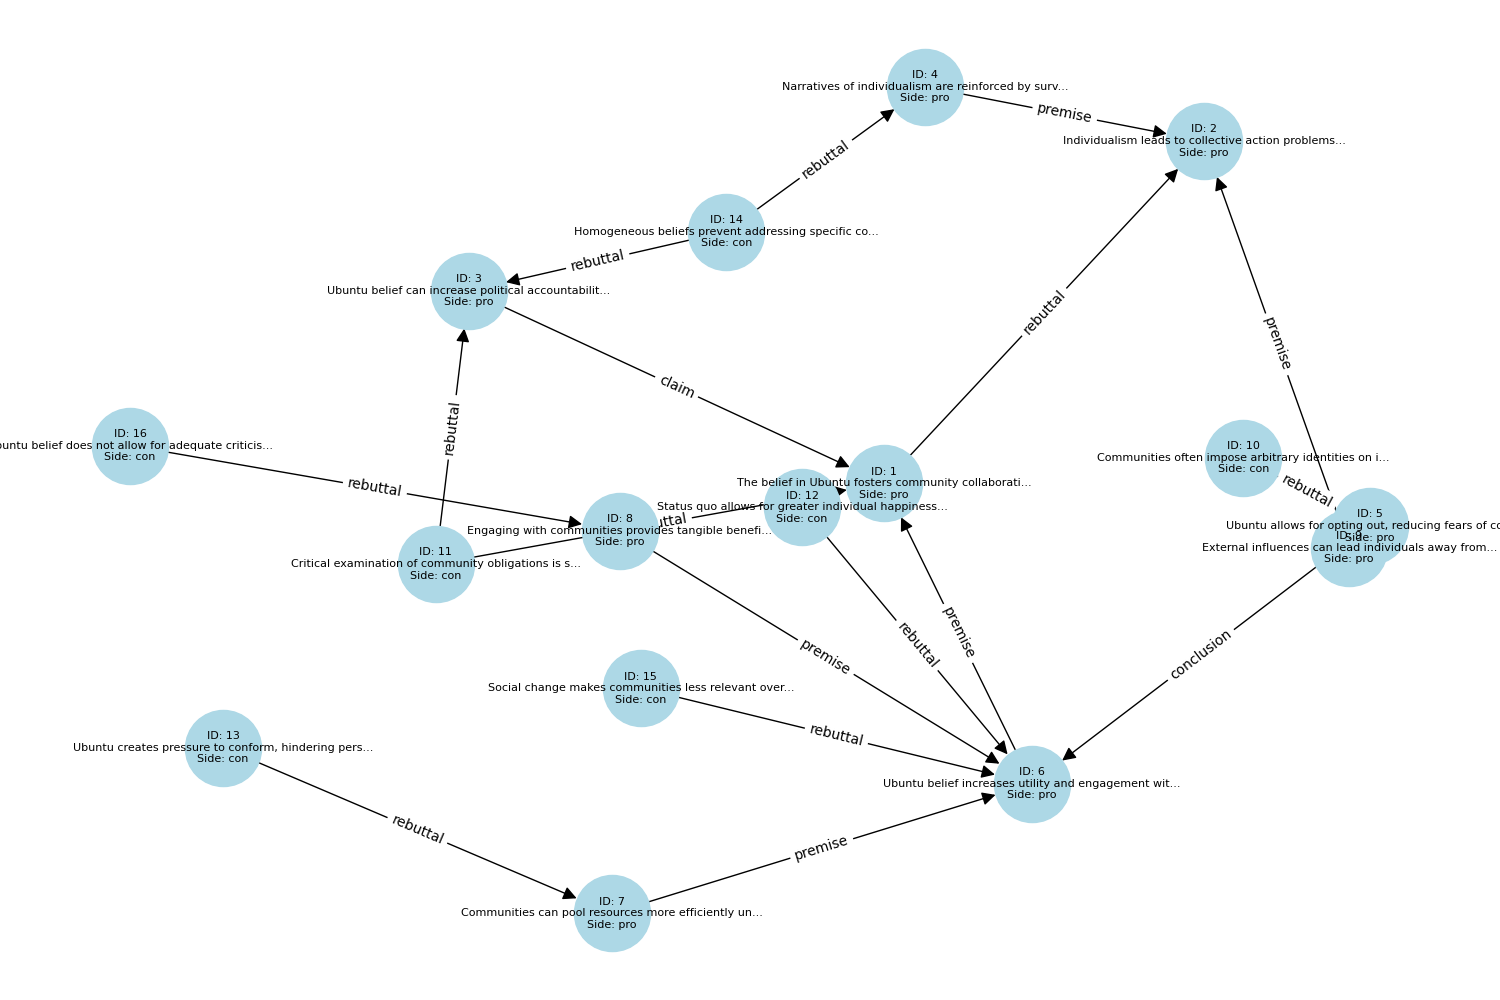 ID: 4
Narratives of individualism are reinforced by surv...
Side: pro
premise
ID: 2
Individualism leads to collective action problems...
Side: pro
rebuttal
ID: 14
Homogeneous beliefs prevent addressing specific co...
Side: con
rebuttal
ID: 3
Ubuntu belief can increase political accountabilit...
Side: pro
rebuttal
premise
claim
rebuttal
ID: 16
buntu belief does not allow for adequate criticis...
Side: con
rebuttal
ID: 10
Communities often impose arbitrary identities on i...
Side: con
rebuttal
ID: 1
The belief in Ubuntu fosters community collaborati...
Side: pro
ID: 12
Status quo allows for greater individual happiness...
Side: con
ID: 8
Engaging with communities provides tangible benefi...
Side: pro
ID: 5
Ubuntu allows for opting out, reducing fears of co
Side: pro
External influences can lead individuals away from...
Side: pro
ID: 11
Critical examination of community obligations is s...
Side: con
premise
rebuttal
premise
conclusion
ID: 15
Social change makes communities less relevant over...
Side: con
rebuttal
ID: 13
Ubuntu creates pressure to conform, hindering pers...
Side: con
ID: 6
Ubuntu belief increases utility and engagement wit...
Side: pro
rebuttal
premise
ID: 7
Communities can pool resources more efficiently un...
Side: pro